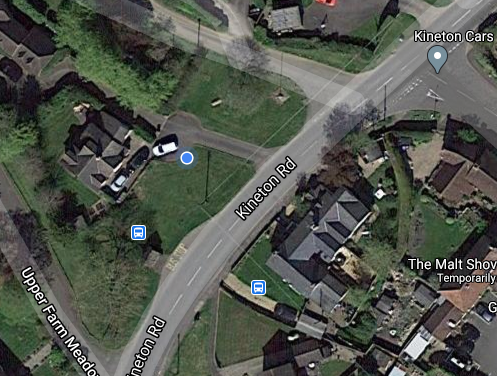 Kineton Cars
Kineton Rd
The Malt Shov
Temporarily
G
Upper Farm Meado
neton Rd